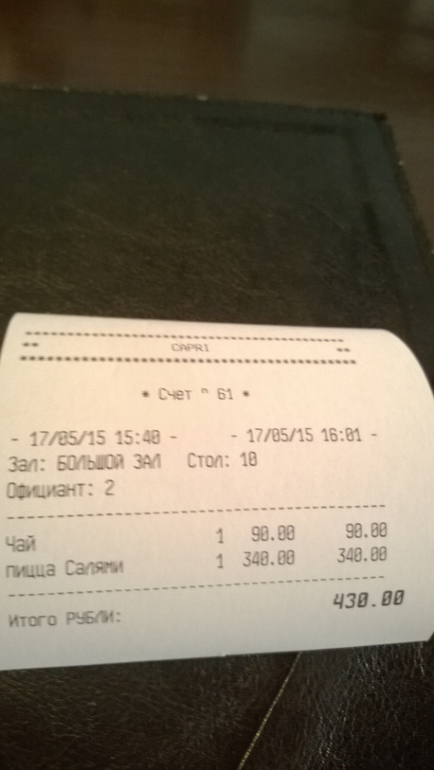 ** CAPRI **
* Счет " 61 *
- 17/05/15 15:40 - - 17/05/15 16:01 -
Зал: БОЛЬШОЙ ЗАЛ Стол: 10
Официант: 2
Чай 1 90.00 90.00
пицца Салями 1 340.00 340.00
Итого РУБЛИ: 430.00